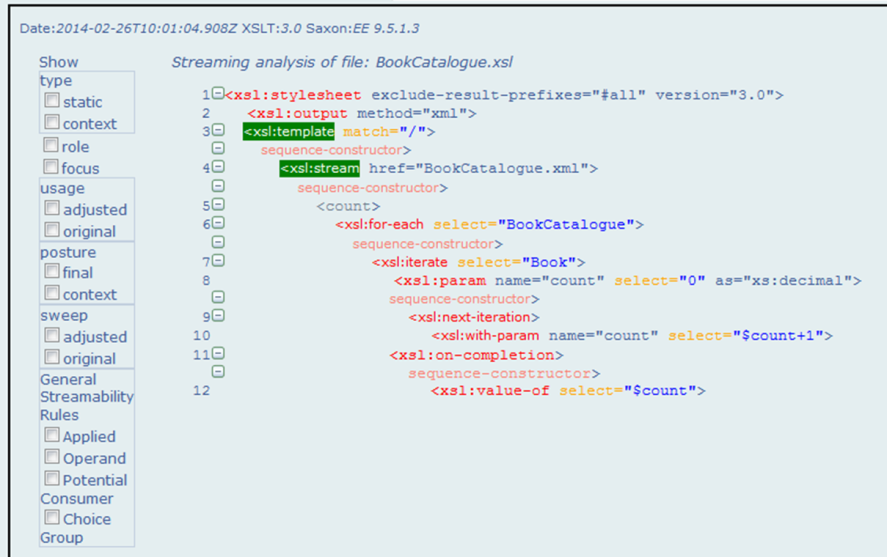 Date:2014-02-26T10:01:04.908Z XSLT:3.0 Saxon:EE 9.5.1.3
Show
type
static
context
role
focus
usage
adjusted
original
posture
final
context
sweep
adjusted
original
General
Streamability
Rules
Applied
Operand
Potential
Consumer
Choice
Group
Streaming analysis of file: BookCatalogue.xsl
1 <xsl:stylesheet exclude-result-prefixes="#all" version="3.0">
2 <xsl:output method="xml">
3 <xsl:template match="/">
sequence-constructor>
4 <xsl:stream href="BookCatalogue.xml">
sequence-constructor>
5 <count>
6 <xsl:for-each select="BookCatalogue">
sequence-constructor>
7 <xsl:iterate select="Book">
8 <xsl:param name="count" select="0" as="xs:decimal">
sequence-constructor>
9 <xsl:next-iteration>
10 <xsl:with-param name="count" select="$count+1">
11 <xsl:on-completion>
sequence-constructor>
12 <xsl:value-of select="$count">